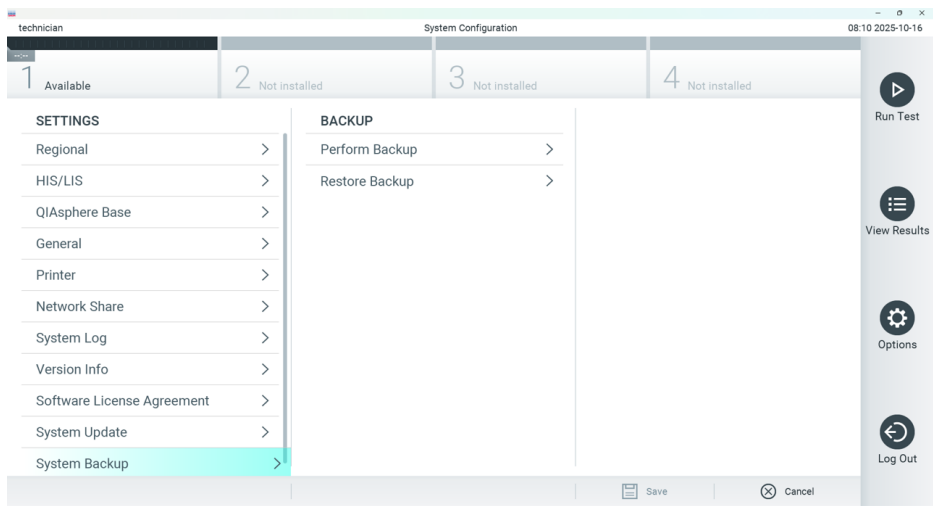 technician
System Configuration
08:10 2025-10-16
--:--
1 Available
2 Not installed
3 Not installed
4 Not installed
SETTINGS
Regional
HIS/LIS
QIAsphere Base
General
Printer
Network Share
System Log
Version Info
Software License Agreement
System Update
System Backup
BACKUP
Perform Backup
Restore Backup
Run Test
View Results
Options
Log Out
Save
Cancel